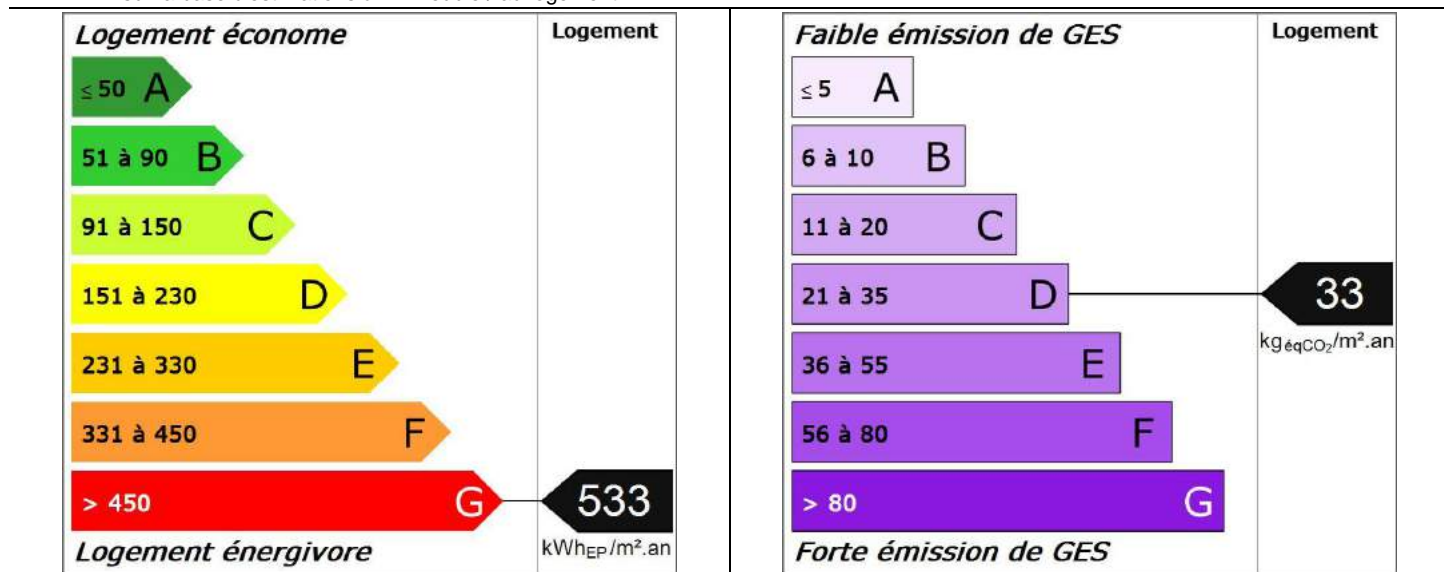 Logement économe
Logement
≤ 50 A
51 à 90 B
91 à 150 C
151 à 230 D
231 à 330 E
331 à 450 F
> 450 G
533
kWhEP/m².an
Logement énergivore
Faible émission de GES
Logement
≤ 5 A
6 à 10 B
11 à 20 C
21 à 35 D
33
kgéqCO₂/m².an
36 à 55 E
56 à 80 F
> 80 G
Forte émission de GES